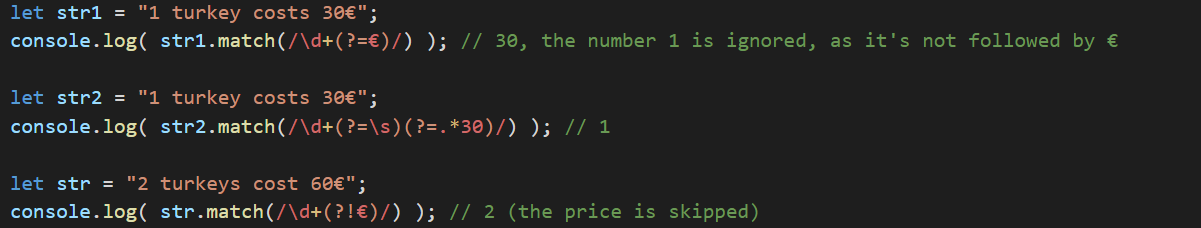 let str1 = "1 turkey costs 30€";
console.log( str1.match(/\d+(?=€)/) ); // 30, the number 1 is ignored, as it's not followed by €
let str2 = "1 turkey costs 30€";
console.log( str2.match(/\d+(?=\s)(?=.*30)/) ); // 1
let str = "2 turkeys cost 60€";
console.log( str.match(/\d+(?!€)/) ); // 2 (the price is skipped)